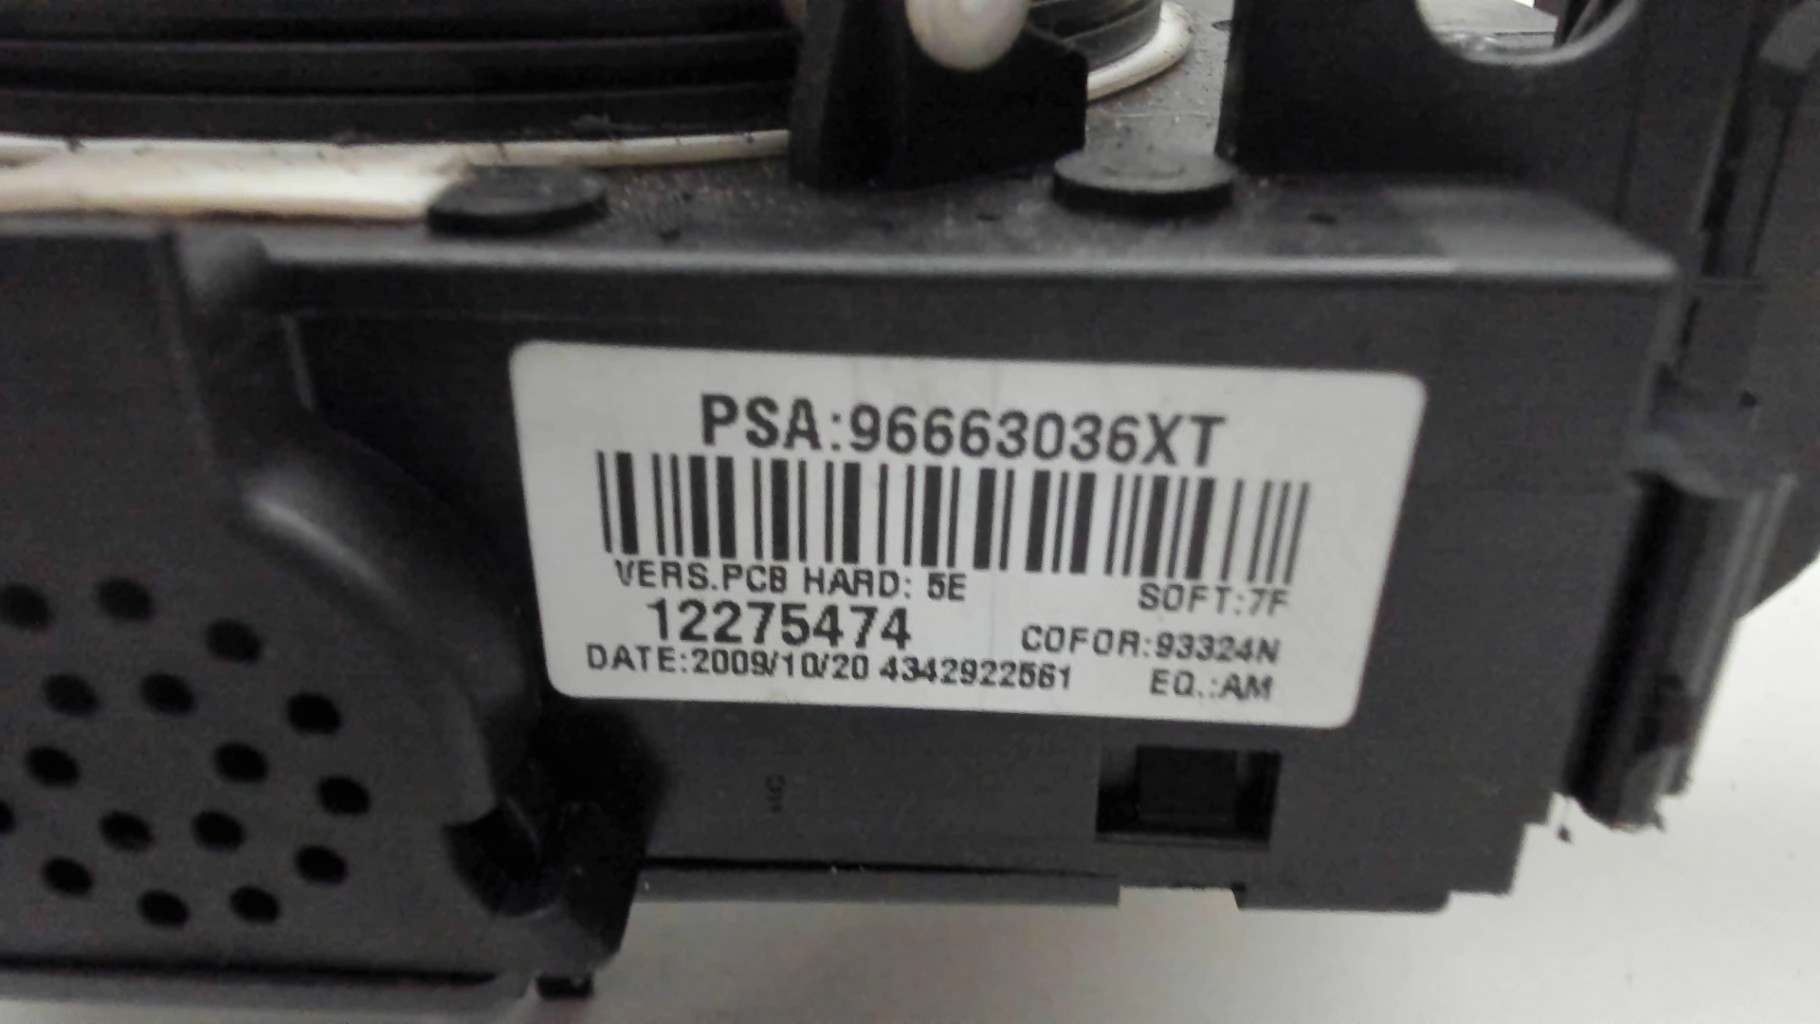 PSA:96663036XT
VERS.PCB HARD: 5E SOFT:7F
12275474 COFOR:93324N
DATE:2009/10/20 4342922561 EQ.:AM